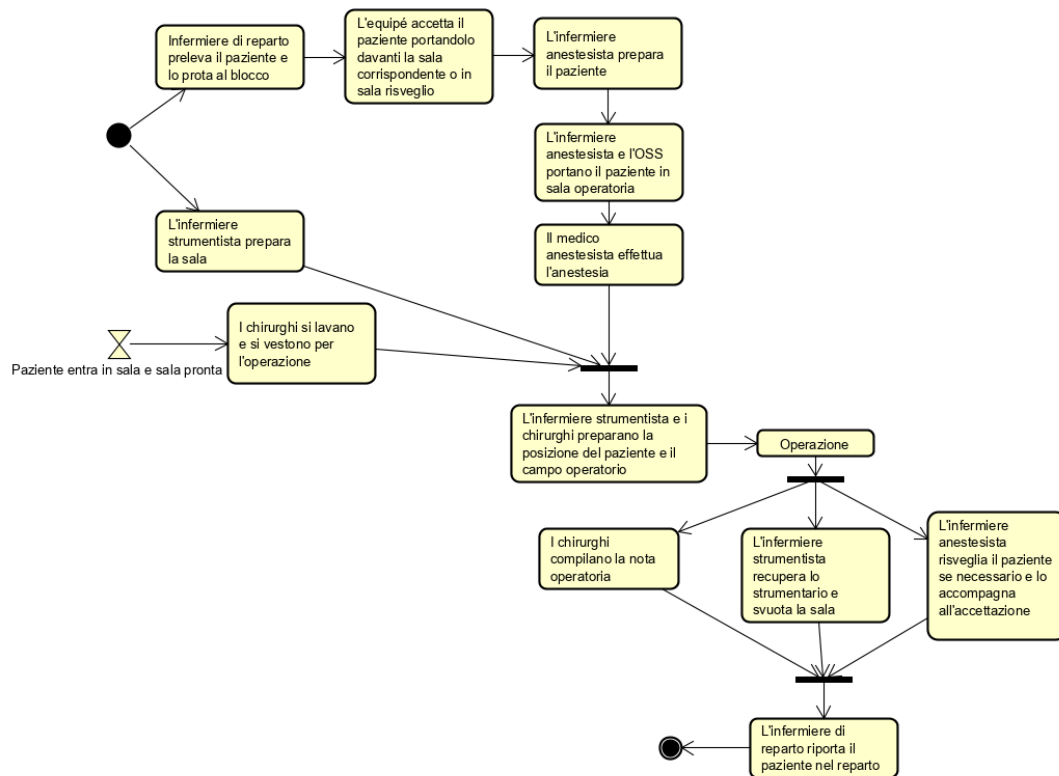 Infermiere di reparto
preleva il paziente e
lo prota al blocco
L'equipé accetta il
paziente portandolo
davanti la sala
corrispondente o in
sala risveglio
L'infermiere
anestesista prepara
il paziente
L'infermiere
anestesista e l'OSS
portano il paziente in
sala operatoria
L'infermiere
strumentista prepara
la sala
Il medico
anestesista effettua
l'anestesia
I chirurghi si lavano
e si vestono per
l'operazione
Paziente entra in sala e sala pronta
L'infermiere strumentista e i
chirurghi preparano la
posizione del paziente e il
campo operatorio
Operazione
I chirurghi
compilano la nota
operatoria
L'infermiere
strumentista
recupera lo
strumentario e
svuota la sala
L'infermiere
anestesista
risveglia il paziente
se necessario e lo
accompagna
all'accettazione
L'infermiere di
reparto riporta il
paziente nel reparto